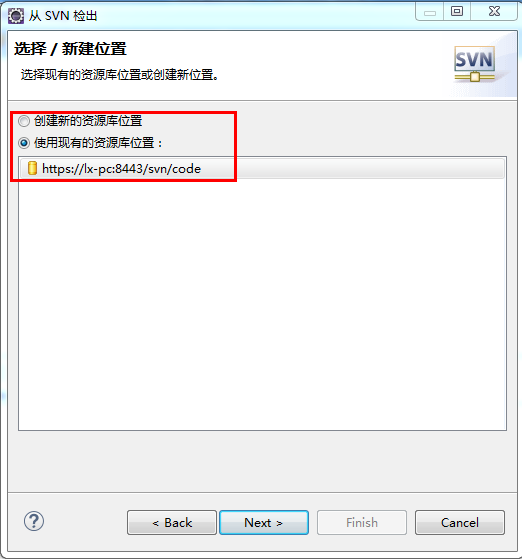 从 SVN 检出
选择 / 新建位置
选择现有的资源库位置或创建新位置。
SVN
创建新的资源库位置
使用现有的资源库位置：
https://lx-pc:8443/svn/code
?
< Back
Next >
Finish
Cancel